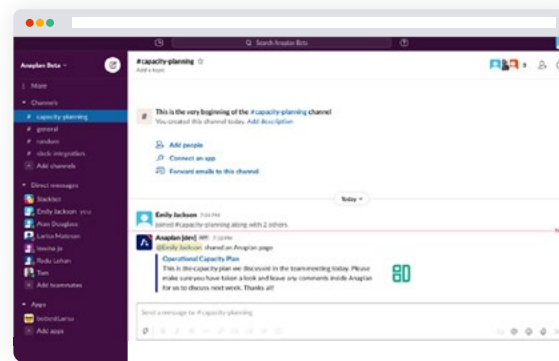 Search Anaplan Beta
Anaplan Beta
More
Channels
# capacity-planning
# general
# random
# slack-integration
+ Add channels
Direct messages
Slackbot
Emily Jackson you
Alan Douglass
Larisa Mateson
Radu Lohan
Tom
+ Add teammates
Apps
+ Add apps
#capacity-planning ☆
Add a topic
3
# This is the very beginning of the #capacity-planning channel
You created this channel today. Add description
Add people
Connect an app
Forward emails to this channel
Today
Emily Jackson
joined #capacity-planning along with 2 others.
Anaplan [dev] APP
@Emily Jackson shared an Anaplan page
Operational Capacity Plan
This is the capacity plan we discussed in the team meeting today. Please
make sure you have taken a look and leave any comments inside Anaplan
for us to discuss next week. Thanks all!
Send a message to #capacity-planning